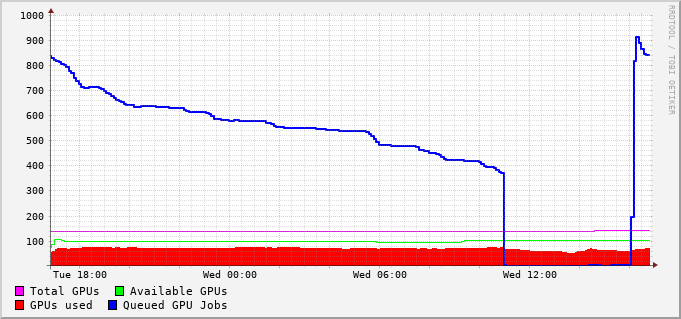 RRDTOOL / TOBI OETIKER
1000
900
800
700
600
500
400
300
200
100
Tue 18:00 Wed 00:00 Wed 06:00 Wed 12:00
Total GPUs Available GPUs
GPUs used Queued GPU Jobs